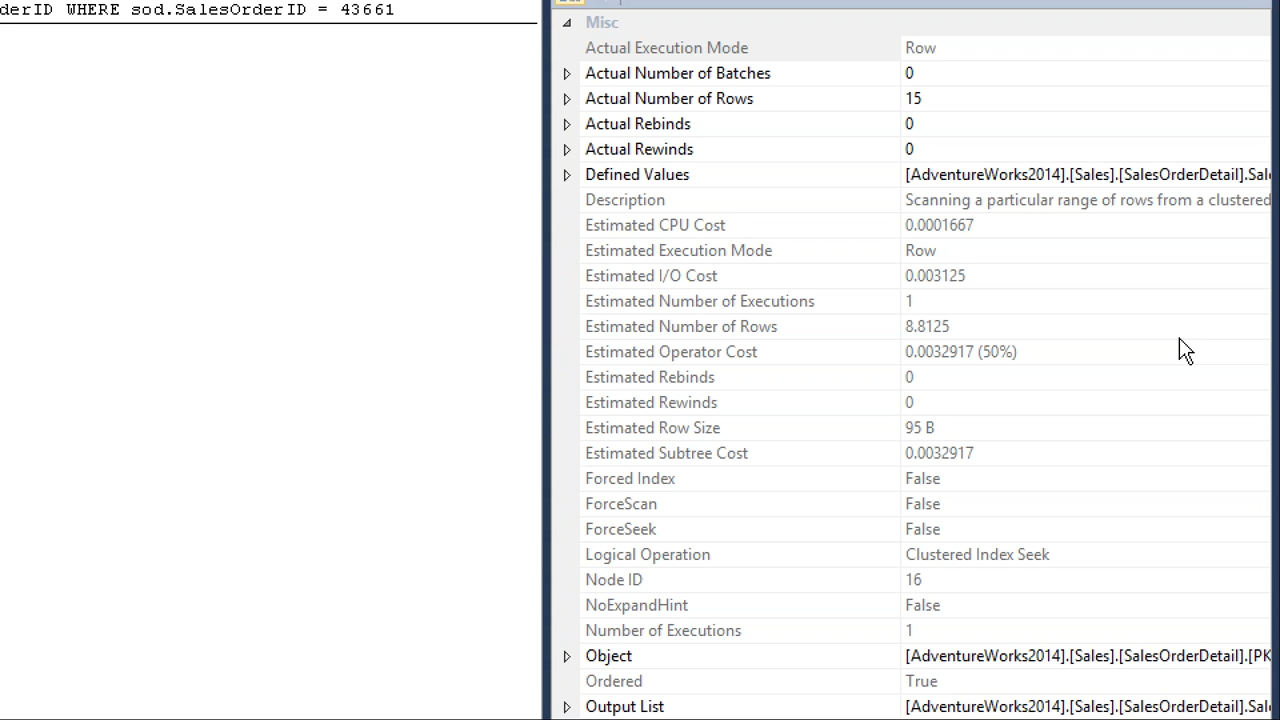 derID WHERE sod.SalesOrderID = 43661
Misc
Actual Execution Mode Row
Actual Number of Batches 0
Actual Number of Rows 15
Actual Rebinds 0
Actual Rewinds 0
Defined Values [AdventureWorks2014].[Sales].[SalesOrderDetail].Sale
Description Scanning a particular range of rows from a clustered
Estimated CPU Cost 0.0001667
Estimated Execution Mode Row
Estimated I/O Cost 0.003125
Estimated Number of Executions 1
Estimated Number of Rows 8.8125
Estimated Operator Cost 0.0032917 (50%)
Estimated Rebinds 0
Estimated Rewinds 0
Estimated Row Size 95 B
Estimated Subtree Cost 0.0032917
Forced Index False
ForceScan False
ForceSeek False
Logical Operation Clustered Index Seek
Node ID 16
NoExpandHint False
Number of Executions 1
Object [AdventureWorks2014].[Sales].[SalesOrderDetail].[PK
Ordered True
Output List [AdventureWorks2014].[Sales].[SalesOrderDetail].Sale